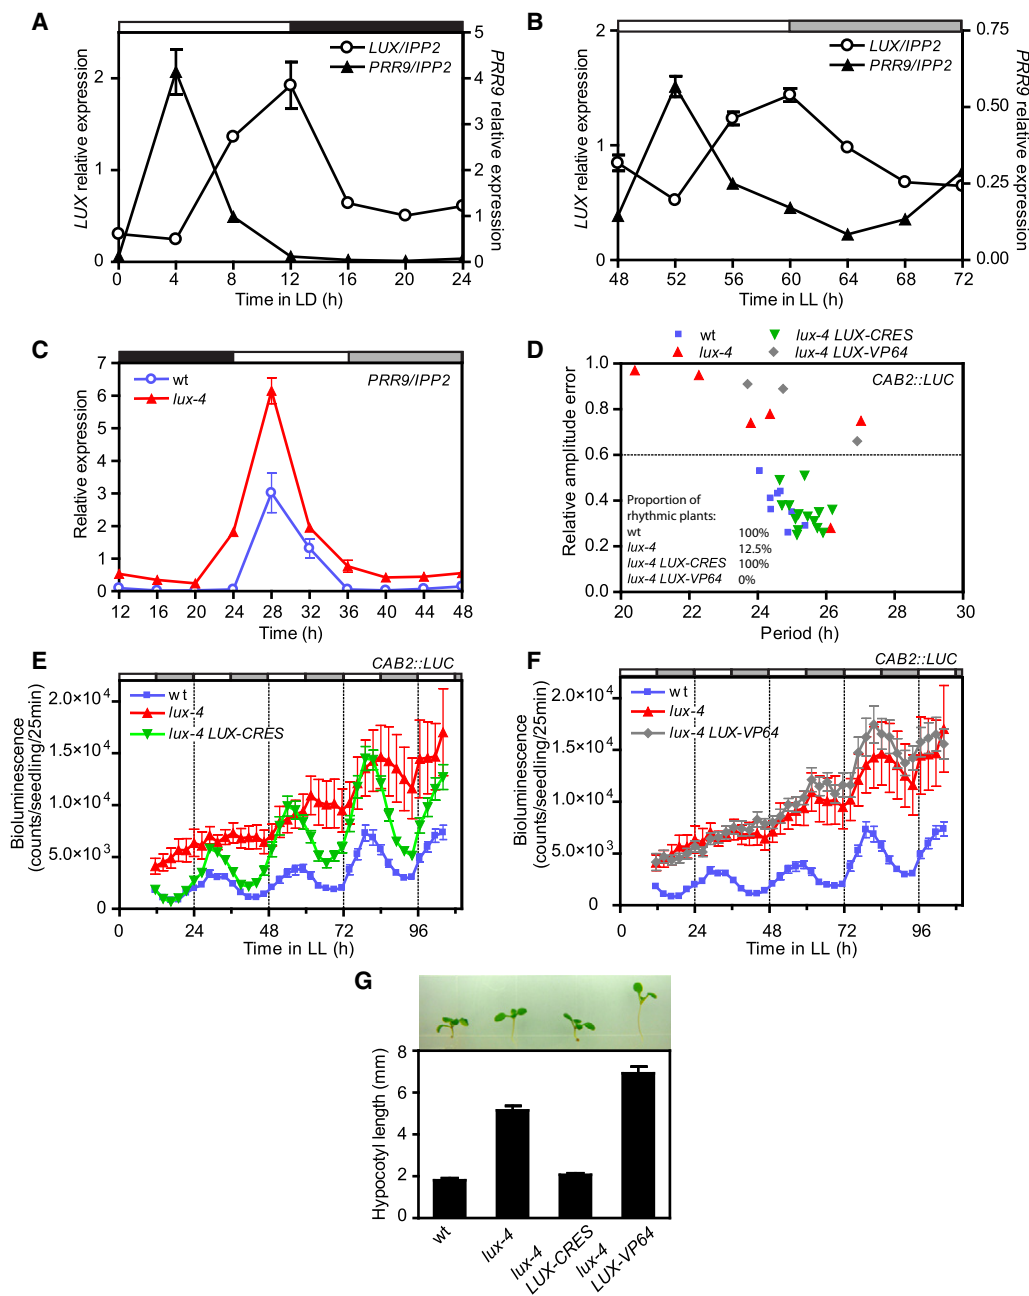 A
LUX/IPP2
PRR9/IPP2
LUX relative expression
PRR9 relative expression
0 1 2
0 1 2 3 4 5
0 4 8 12 16 20 24
Time in LD (h)
B
LUX/IPP2
PRR9/IPP2
LUX relative expression
PRR9 relative expression
0 1 2
0.00 0.25 0.50 0.75
48 52 56 60 64 68 72
Time in LL (h)
C
wt
lux-4
PRR9/IPP2
Relative expression
0 1 2 3 4 5 6 7
12 16 20 24 28 32 36 40 44 48
Time (h)
D
wt
lux-4
lux-4 LUX-CRES
lux-4 LUX-VP64
CAB2::LUC
Relative amplitude error
0.0 0.2 0.4 0.6 0.8 1.0
Proportion of
rhythmic plants:
wt 100%
lux-4 12.5%
lux-4 LUX-CRES 100%
lux-4 LUX-VP64 0%
20 22 24 26 28 30
Period (h)
E
CAB2::LUC
wt
lux-4
lux-4 LUX-CRES
Bioluminescence
(counts/seedling/25min)
2.0×10⁴
1.5×10⁴
1.0×10⁴
5.0×10³
0
0 24 48 72 96
Time in LL (h)
F
CAB2::LUC
wt
lux-4
lux-4 LUX-VP64
Bioluminescence
(counts/seedling/25min)
2.0×10⁴
1.5×10⁴
1.0×10⁴
5.0×10³
0
0 24 48 72 96
Time in LL (h)
G
Hypocotyl length (mm)
8
6
4
2
0
wt
lux-4
lux-4
LUX-CRES
lux-4
LUX-VP64